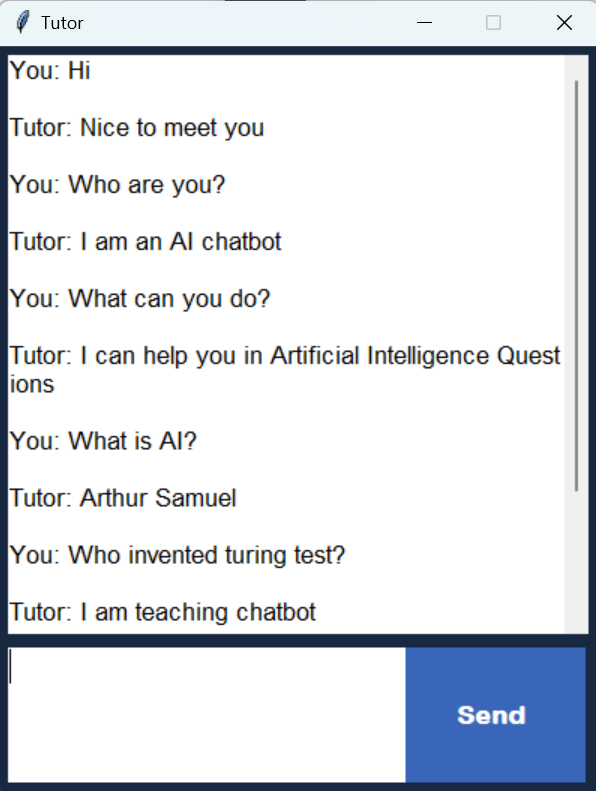 Tutor
You: Hi
Tutor: Nice to meet you
You: Who are you?
Tutor: I am an AI chatbot
You: What can you do?
Tutor: I can help you in Artificial Intelligence Quest
ions
You: What is AI?
Tutor: Arthur Samuel
You: Who invented turing test?
Tutor: I am teaching chatbot
Send